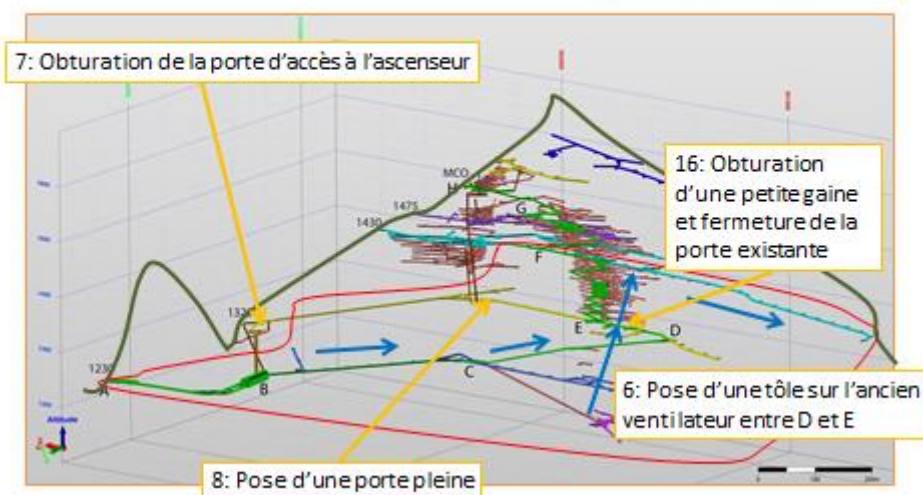 7: Obturation de la porte d'accès à l'ascenseur
16: Obturation
d'une petite gaine
et fermeture de la
porte existante
MCO
H
G
1475
1430
F
1320
E
D
1230
A
B
C
6: Pose d'une tôle sur l'ancien
ventilateur entre D et E
Altitude
8: Pose d'une porte pleine